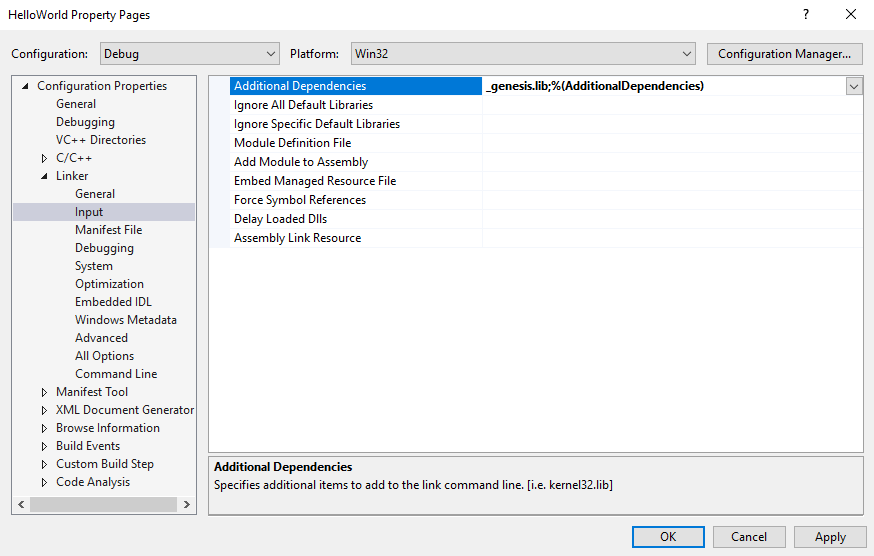 HelloWorld Property Pages
?
Configuration: Debug Platform: Win32 Configuration Manager...
Configuration Properties
General
Debugging
VC++ Directories
C/C++
Linker
General
Input
Manifest File
Debugging
System
Optimization
Embedded IDL
Windows Metadata
Advanced
All Options
Command Line
Manifest Tool
XML Document Generator
Browse Information
Build Events
Custom Build Step
Code Analysis
Additional Dependencies _genesis.lib;%(AdditionalDependencies)
Ignore All Default Libraries
Ignore Specific Default Libraries
Module Definition File
Add Module to Assembly
Embed Managed Resource File
Force Symbol References
Delay Loaded Dlls
Assembly Link Resource
Additional Dependencies
Specifies additional items to add to the link command line. [i.e. kernel32.lib]
OK Cancel Apply